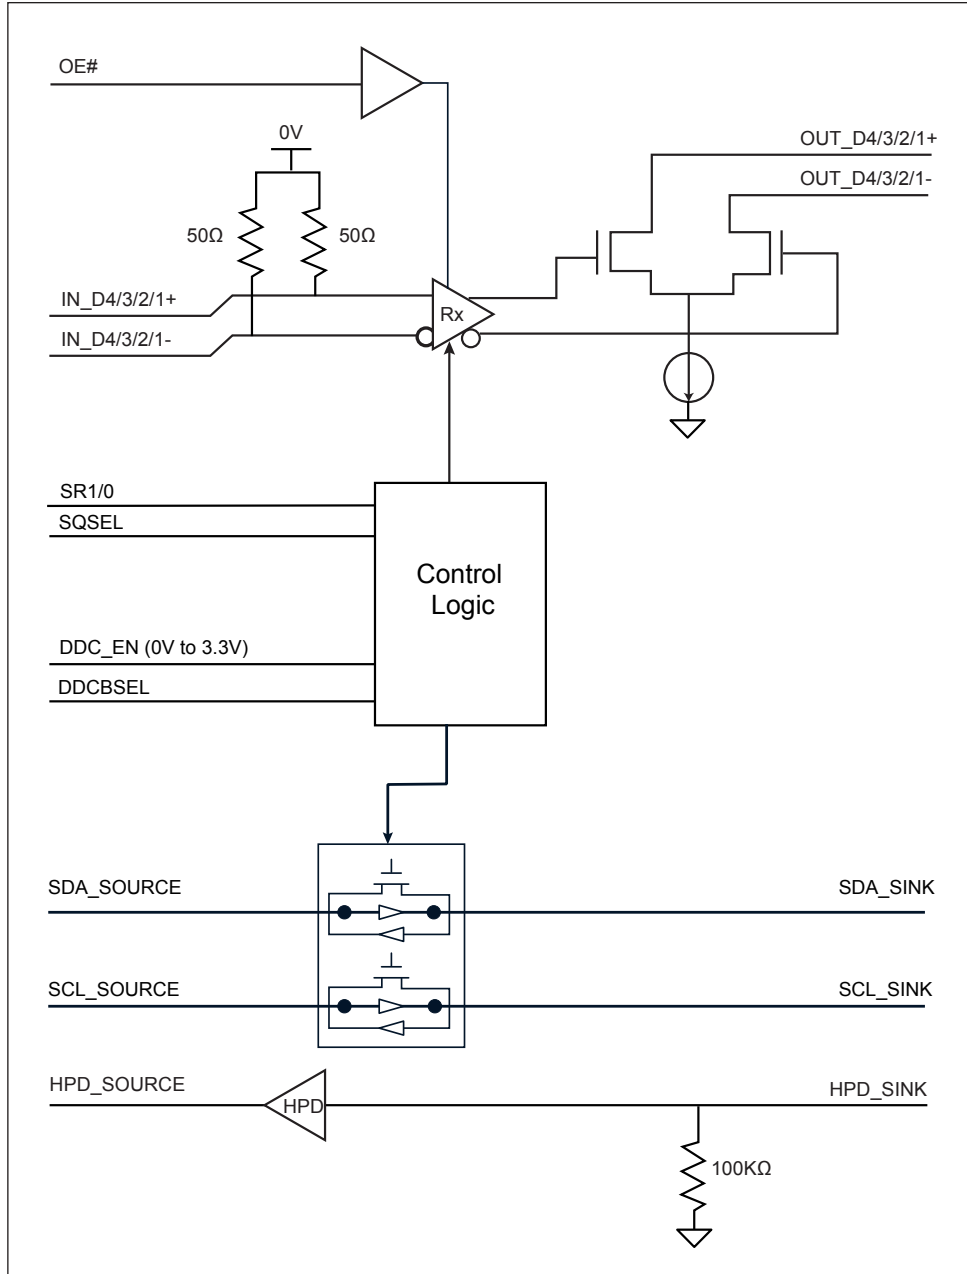 OE#
0V
OUT_D4/3/2/1+
OUT_D4/3/2/1-
50Ω
50Ω
IN_D4/3/2/1+
IN_D4/3/2/1-
Rx
SR1/0
SQSEL
Control
Logic
DDC_EN (0V to 3.3V)
DDCBSEL
SDA_SOURCE
SDA_SINK
SCL_SOURCE
SCL_SINK
HPD_SOURCE
HPD
HPD_SINK
100KΩ